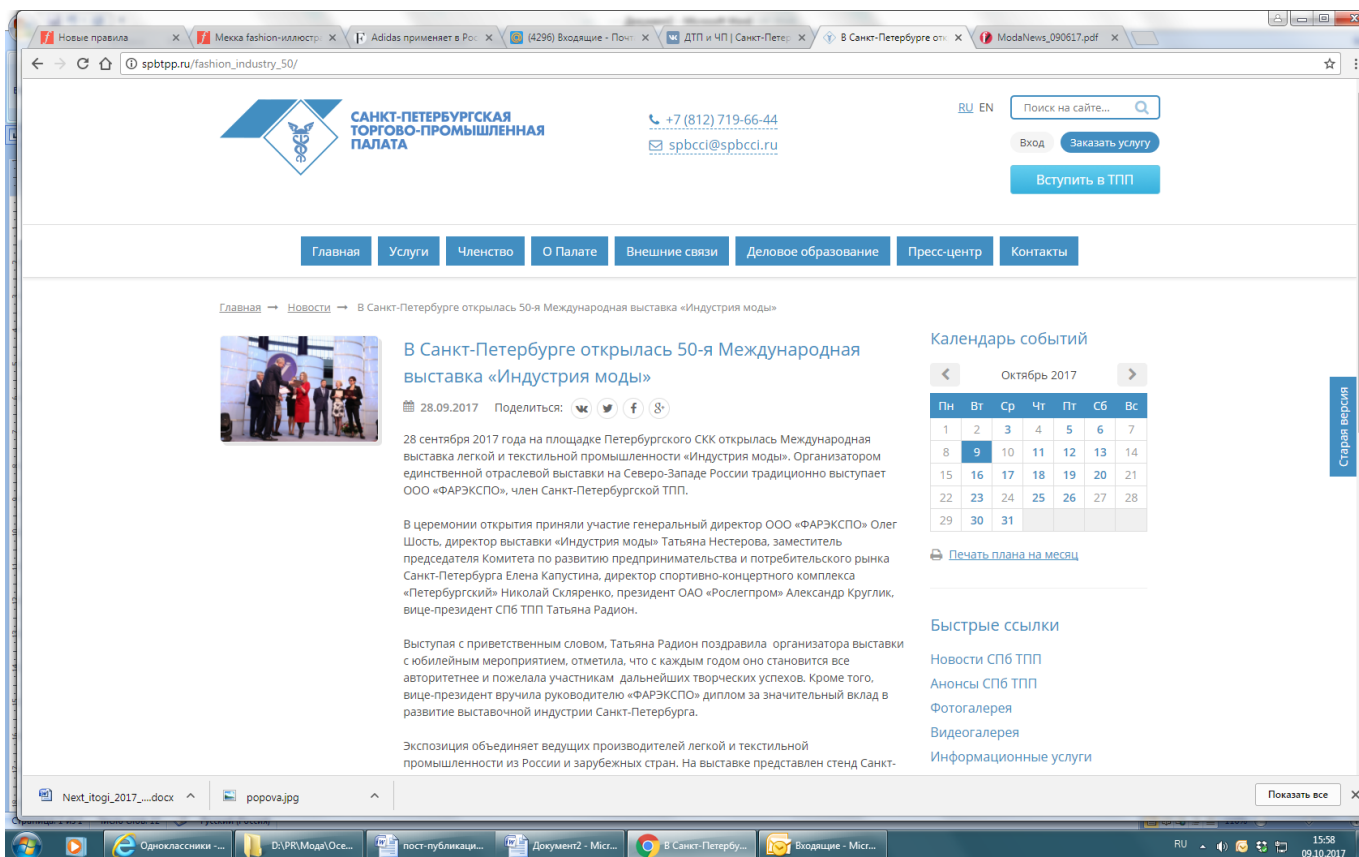 Новые правила
Мекка fashion-иллюстр
Adidas применяет в Рос
(4296) Входящие - Поч
ДТП и ЧП | Санкт-Петер
В Санкт-Петербурге отк
ModaNews_090617.pdf
spbtpp.ru/fashion_industry_50/
САНКТ-ПЕТЕРБУРГСКАЯ
ТОРГОВО-ПРОМЫШЛЕННАЯ
ПАЛАТА
+7 (812) 719-66-44
spbcci@spbcci.ru
RU EN
Поиск на сайте...
Вход
Заказать услугу
Вступить в ТПП
Главная
Услуги
Членство
О Палате
Внешние связи
Деловое образование
Пресс-центр
Контакты
Главная → Новости → В Санкт-Петербурге открылась 50-я Международная выставка «Индустрия моды»
В Санкт-Петербурге открылась 50-я Международная
выставка «Индустрия моды»
28.09.2017 Поделиться:
28 сентября 2017 года на площадке Петербургского СКК открылась Международная
выставка легкой и текстильной промышленности «Индустрия моды». Организатором
единственной отраслевой выставки на Северо-Западе России традиционно выступает
ООО «ФАРЭКСПО», член Санкт-Петербургской ТПП.
В церемонии открытия приняли участие генеральный директор ООО «ФАРЭКСПО» Олег
Шость, директор выставки «Индустрия моды» Татьяна Нестерова, заместитель
председателя Комитета по развитию предпринимательства и потребительского рынка
Санкт-Петербурга Елена Капустина, директор спортивно-концертного комплекса
«Петербургский» Николай Скляренко, президент ОАО «Рослегпром» Александр Круглик,
вице-президент СПб ТПП Татьяна Радион.
Выступая с приветственным словом, Татьяна Радион поздравила организатора выставки
с юбилейным мероприятием, отметила, что с каждым годом оно становится все
авторитетнее и пожелала участникам дальнейших творческих успехов. Кроме того,
вице-президент вручила руководителю «ФАРЭКСПО» диплом за значительный вклад в
развитие выставочной индустрии Санкт-Петербурга.
Экспозиция объединяет ведущих производителей легкой и текстильной
промышленности из России и зарубежных стран. На выставке представлен стенд Санкт-
Календарь событий
Октябрь 2017
Пн Вт Ср Чт Пт Сб Вс
1 2 3 4 5 6 7
8 9 10 11 12 13 14
15 16 17 18 19 20 21
22 23 24 25 26 27 28
29 30 31
Печать плана на месяц
Быстрые ссылки
Новости СПб ТПП
Анонсы СПб ТПП
Фотогалерея
Видеогалерея
Информационные услуги
Старая версия
Next_itogi_2017_....docx
popova.jpg
Показать все
Одноклассники -...
D:\PR\Мода\Осе...
пост-публикаци...
Документ2 - Micr...
В Санкт-Петербу...
Входящие - Micr...
RU
15:58
09.10.2017